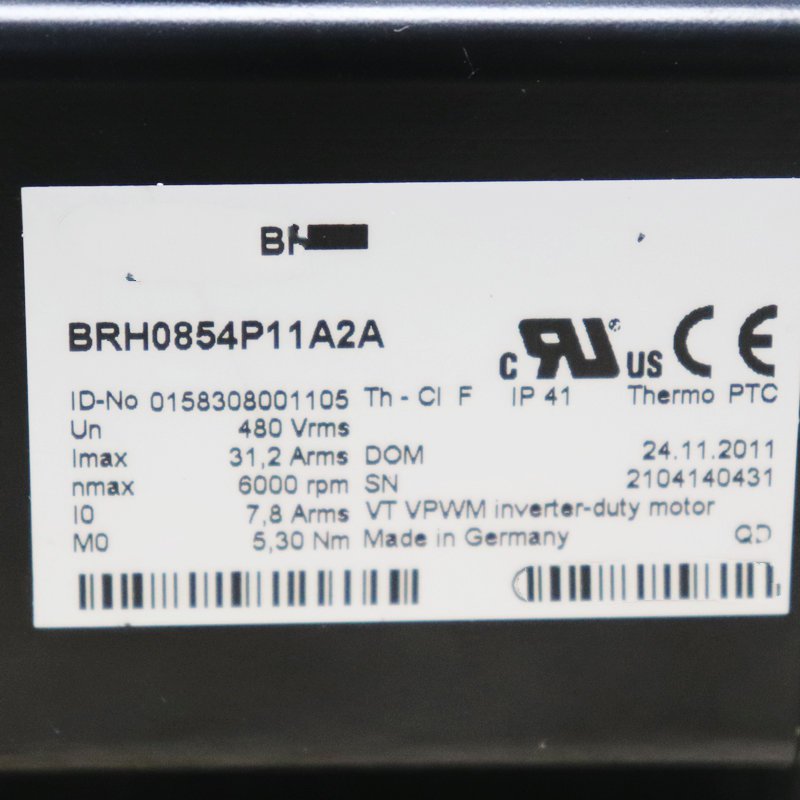 BRH0854P11A2A
c us CE
ID-No 0158308001105 Th - Cl F IP 41 Thermo PTC
Un 480 Vrms
Imax 31,2 Arms DOM 24.11.2011
nmax 6000 rpm SN 2104140431
I0 7,8 Arms VT VPWM inverter-duty motor
M0 5,30 Nm Made in Germany